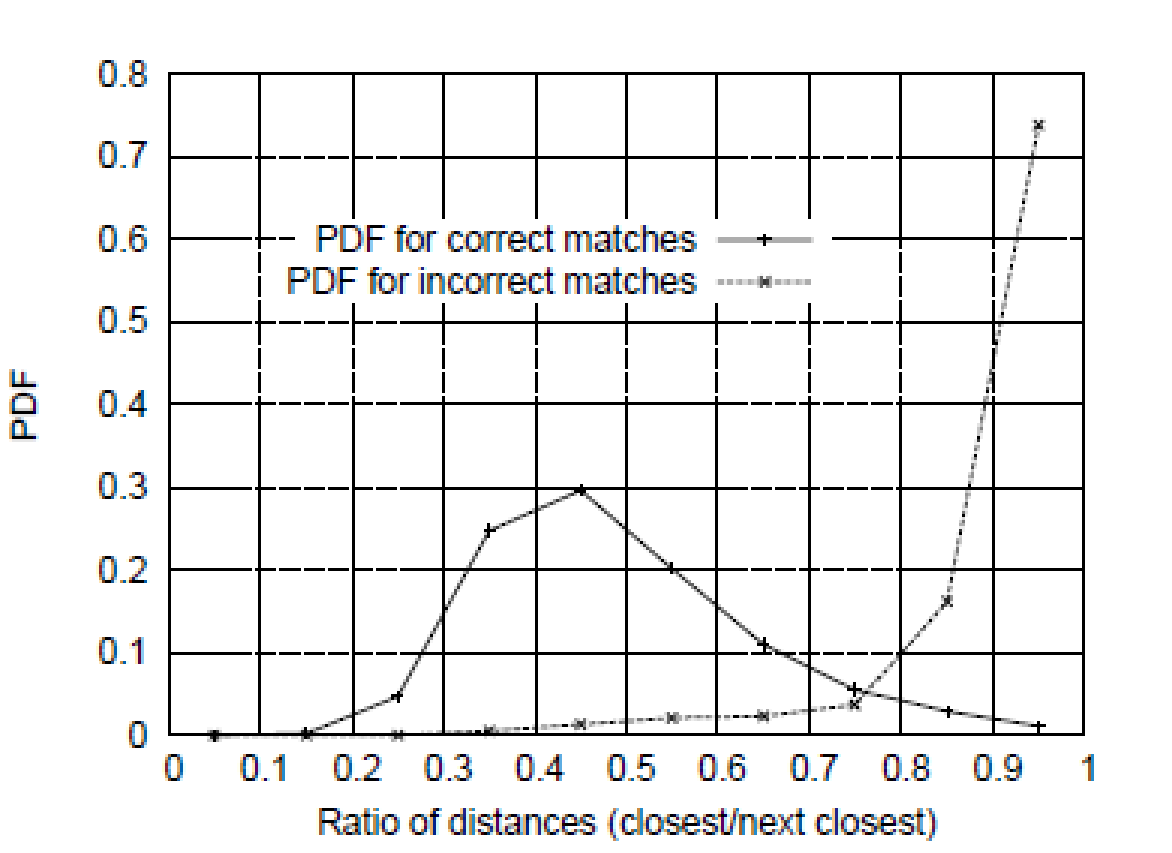 0.8
0.7
0.6
0.5
0.4
0.3
0.2
0.1
0
PDF
PDF for correct matches
PDF for incorrect matches
0 0.1 0.2 0.3 0.4 0.5 0.6 0.7 0.8 0.9 1
Ratio of distances (closest/next closest)